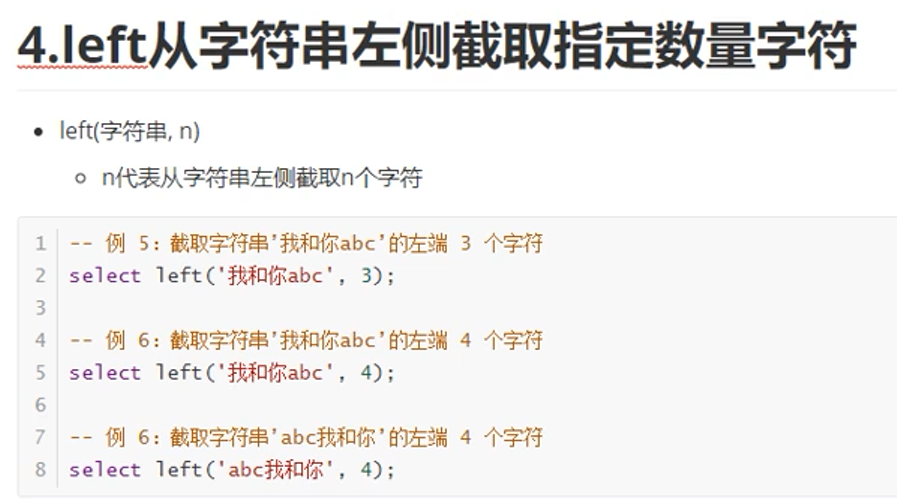 4.left从字符串左侧截取指定数量字符
left(字符串, n)
n代表从字符串左侧截取n个字符
1 -- 例 5：截取字符串'我和你abc'的左端 3 个字符
2 select left('我和你abc', 3);
3
4 -- 例 6：截取字符串'我和你abc'的左端 4 个字符
5 select left('我和你abc', 4);
6
7 -- 例 6：截取字符串'abc我和你'的左端 4 个字符
8 select left('abc我和你', 4);